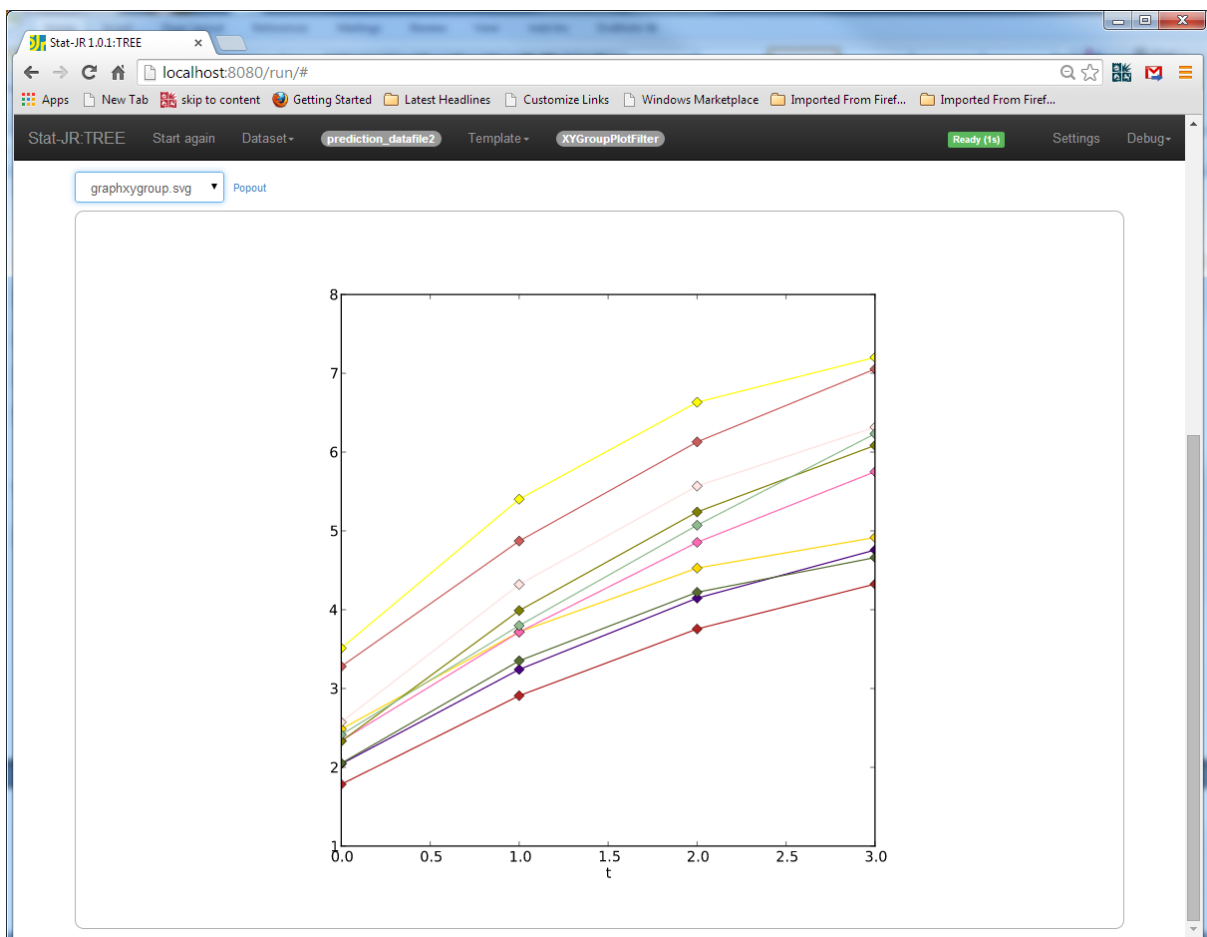 Stat-JR 1.0.1:TREE ×
localhost:8080/run/#
Apps New Tab skip to content Getting Started Latest Headlines Customize Links Windows Marketplace Imported From Firef... Imported From Firef...
Stat-JR:TREE Start again Dataset prediction_datafile2 Template XYGroupPlotFilter Ready (1s) Settings Debug
graphxygroup.svg Popout
8
7
6
5
4
3
2
1
0.0 0.5 1.0 1.5 2.0 2.5 3.0
t